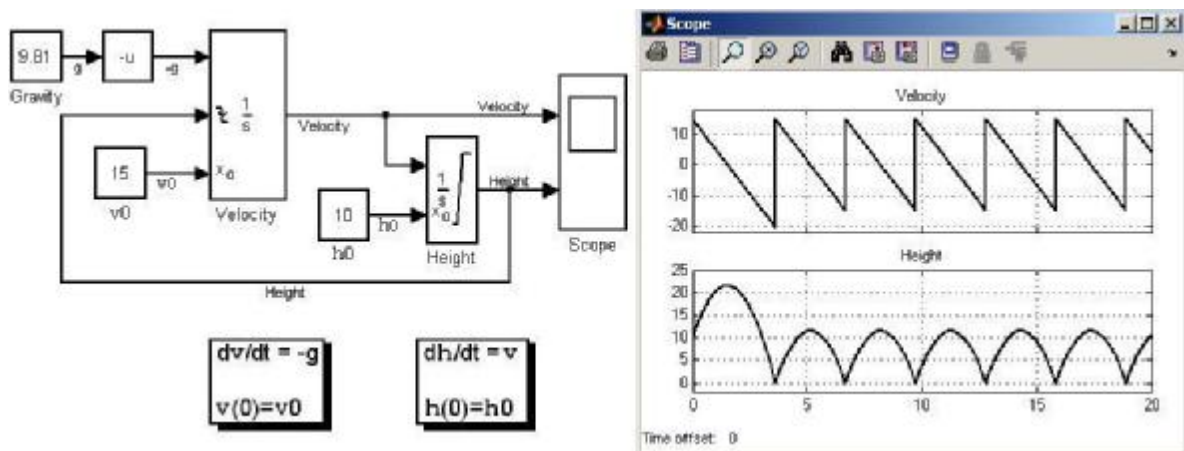 9.81
g
-u
-g
Gravity
1
s
x₀
Velocity
Velocity
Velocity
15
v0
v0
10
h0
h0
1
s
x₀
Height
Height
Height
Scope
dv/dt = -g
v(0)=v0
dh/dt = v
h(0)=h0
Scope
Velocity
10
0
-10
-20
Height
25
20
15
10
5
0
0
5
10
15
20
Time offset: 0